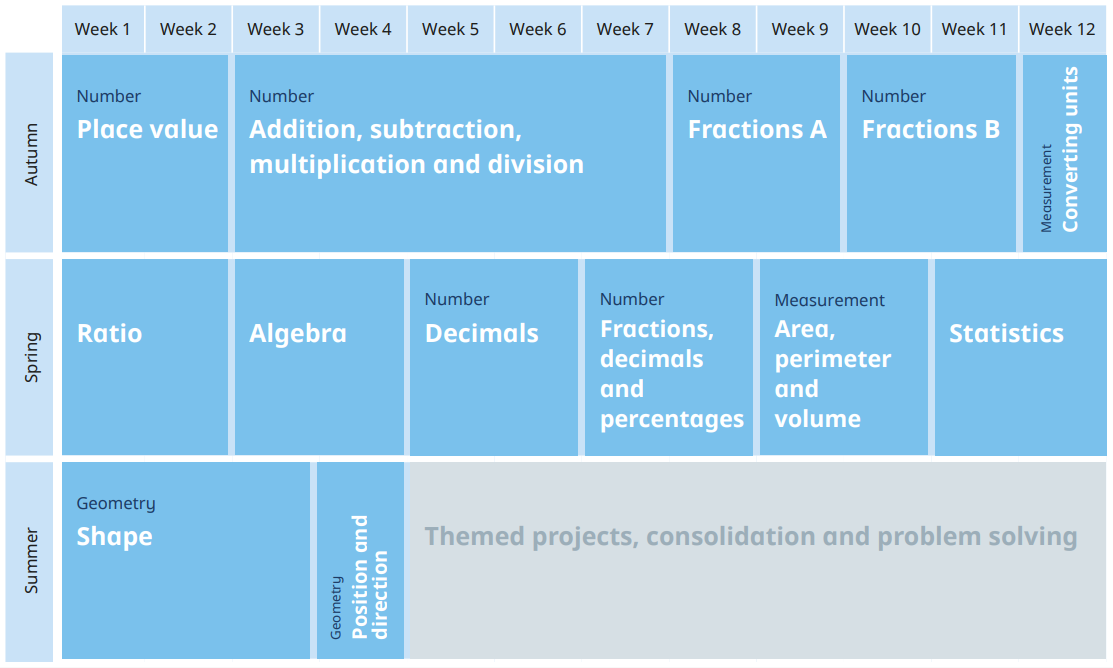 Week 1 Week 2 Week 3 Week 4 Week 5 Week 6 Week 7 Week 8 Week 9 Week 10 Week 11 Week 12
Autumn
Number
Place value
Number
Addition, subtraction,
multiplication and division
Number
Fractions A
Number
Fractions B
Measurement
Converting units
Spring
Ratio
Algebra
Number
Decimals
Number
Fractions,
decimals
and
percentages
Measurement
Area,
perimeter
and
volume
Statistics
Summer
Geometry
Shape
Geometry
Position and
direction
Themed projects, consolidation and problem solving